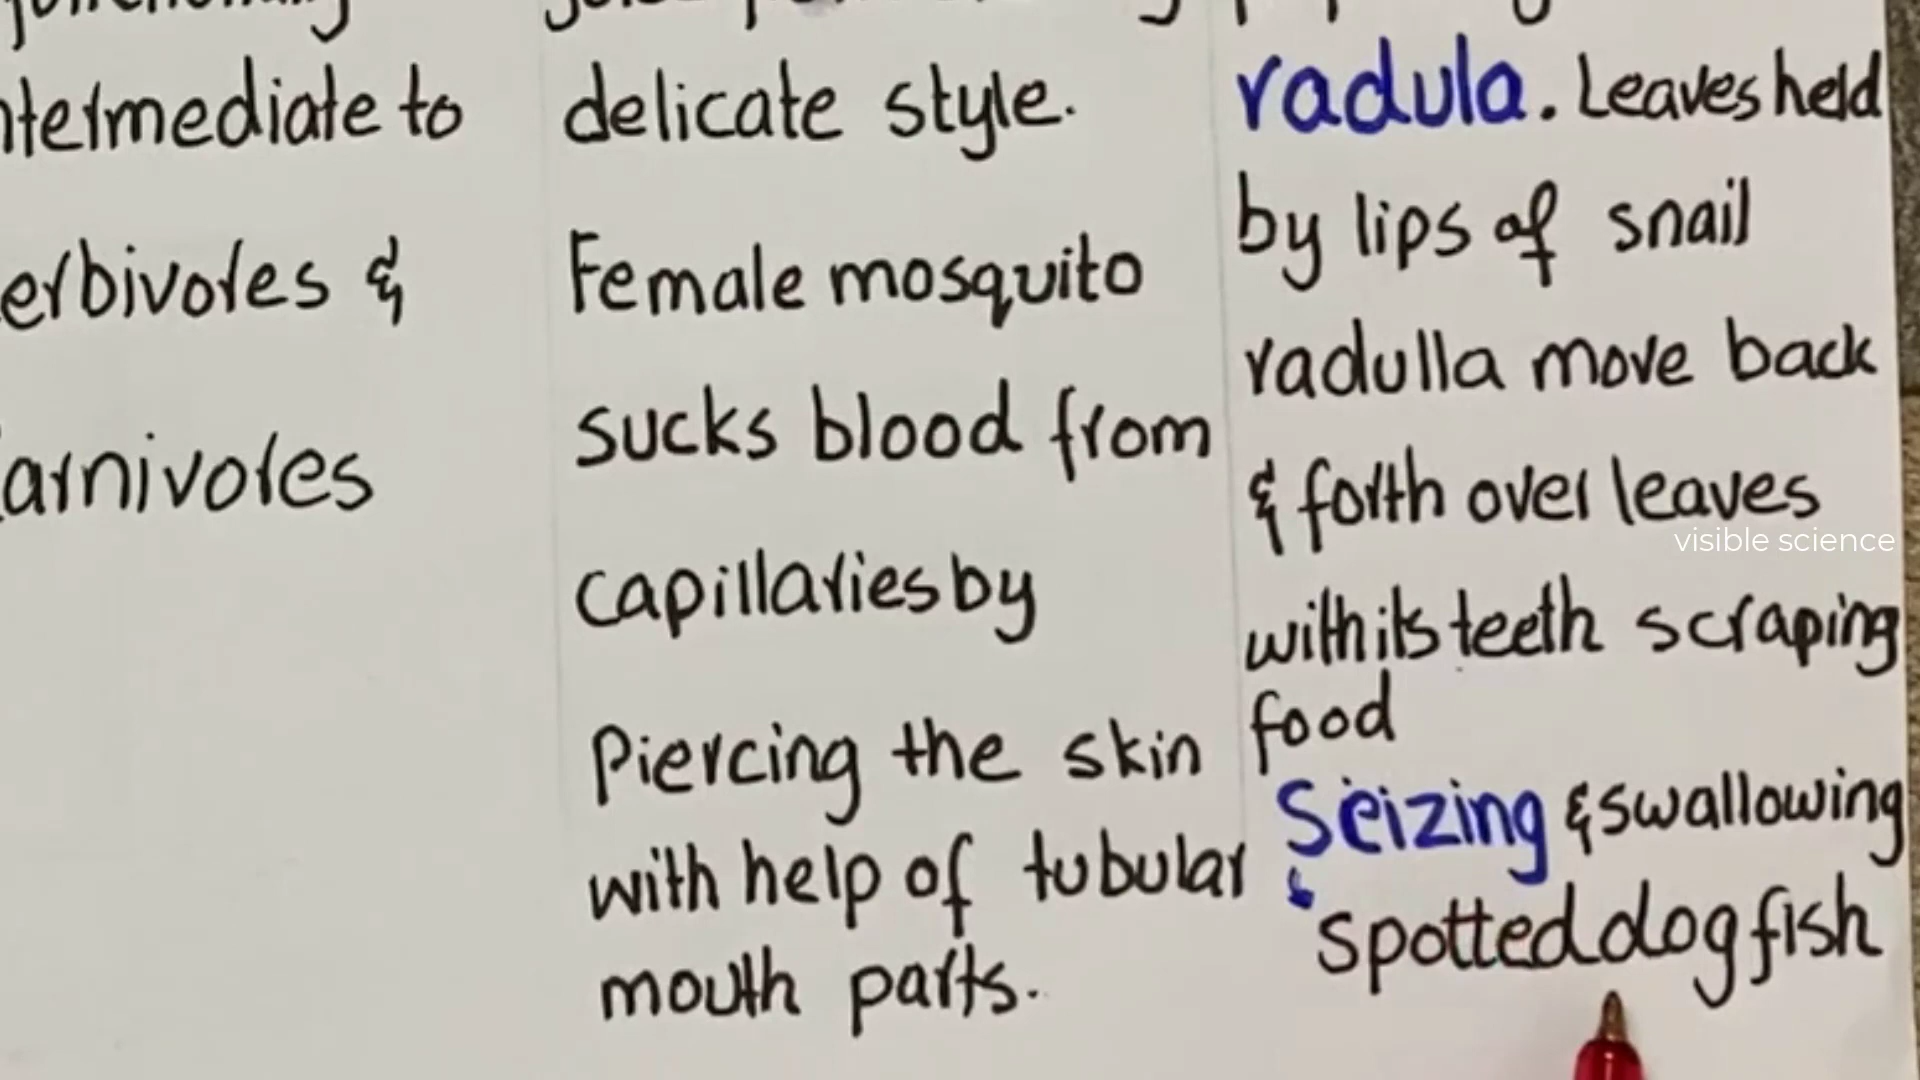 intermediate to
erbivores &
carnivores
delicate style.
Female mosquito
sucks blood from
capillaries by
Piercing the skin
with help of tubular
mouth parts.
radula. Leaves held
by lips of snail
radulla move back
& forth over leaves
with its teeth scraping
food
Seizing & swallowing
spotted dog fish
visible science